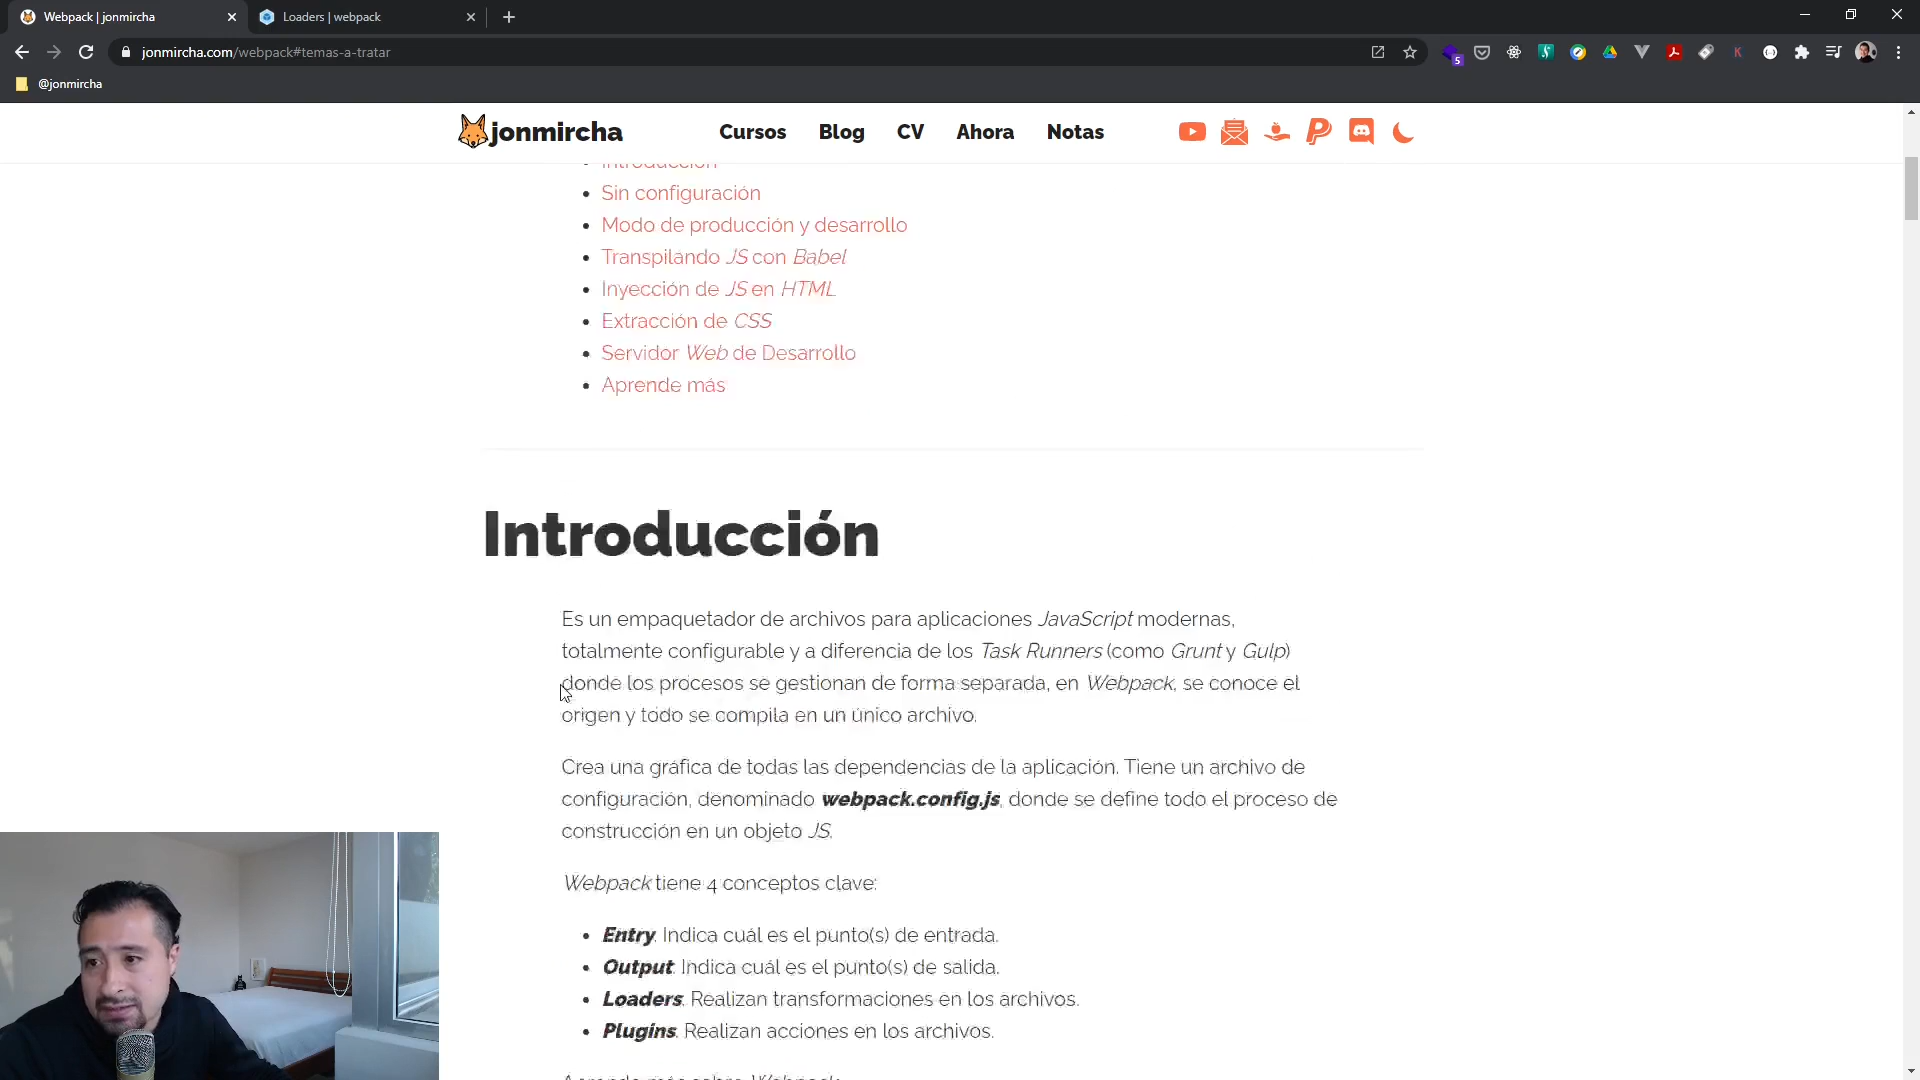 Webpack | jonmircha
Loaders | webpack
jonmircha.com/webpack#temas-a-tratar
5
K
@jonmircha
jonmircha
Cursos
Blog
CV
Ahora
Notas
Introducción
Sin configuración
Modo de producción y desarrollo
Transpilando JS con Babel
Inyección de JS en HTML
Extracción de CSS
Servidor Web de Desarrollo
Aprende más
Introducción
Es un empaquetador de archivos para aplicaciones JavaScript modernas,
totalmente configurable y a diferencia de los Task Runners (como Grunt y Gulp)
donde los procesos se gestionan de forma separada, en Webpack, se conoce el
origen y todo se compila en un único archivo.
Crea una gráfica de todas las dependencias de la aplicación. Tiene un archivo de
configuración, denominado webpack.config.js, donde se define todo el proceso de
construcción en un objeto JS.
Webpack tiene 4 conceptos clave:
Entry. Indica cuál es el punto(s) de entrada.
Output. Indica cuál es el punto(s) de salida.
Loaders. Realizan transformaciones en los archivos.
Plugins. Realizan acciones en los archivos.
Aprende más sobre Webpack